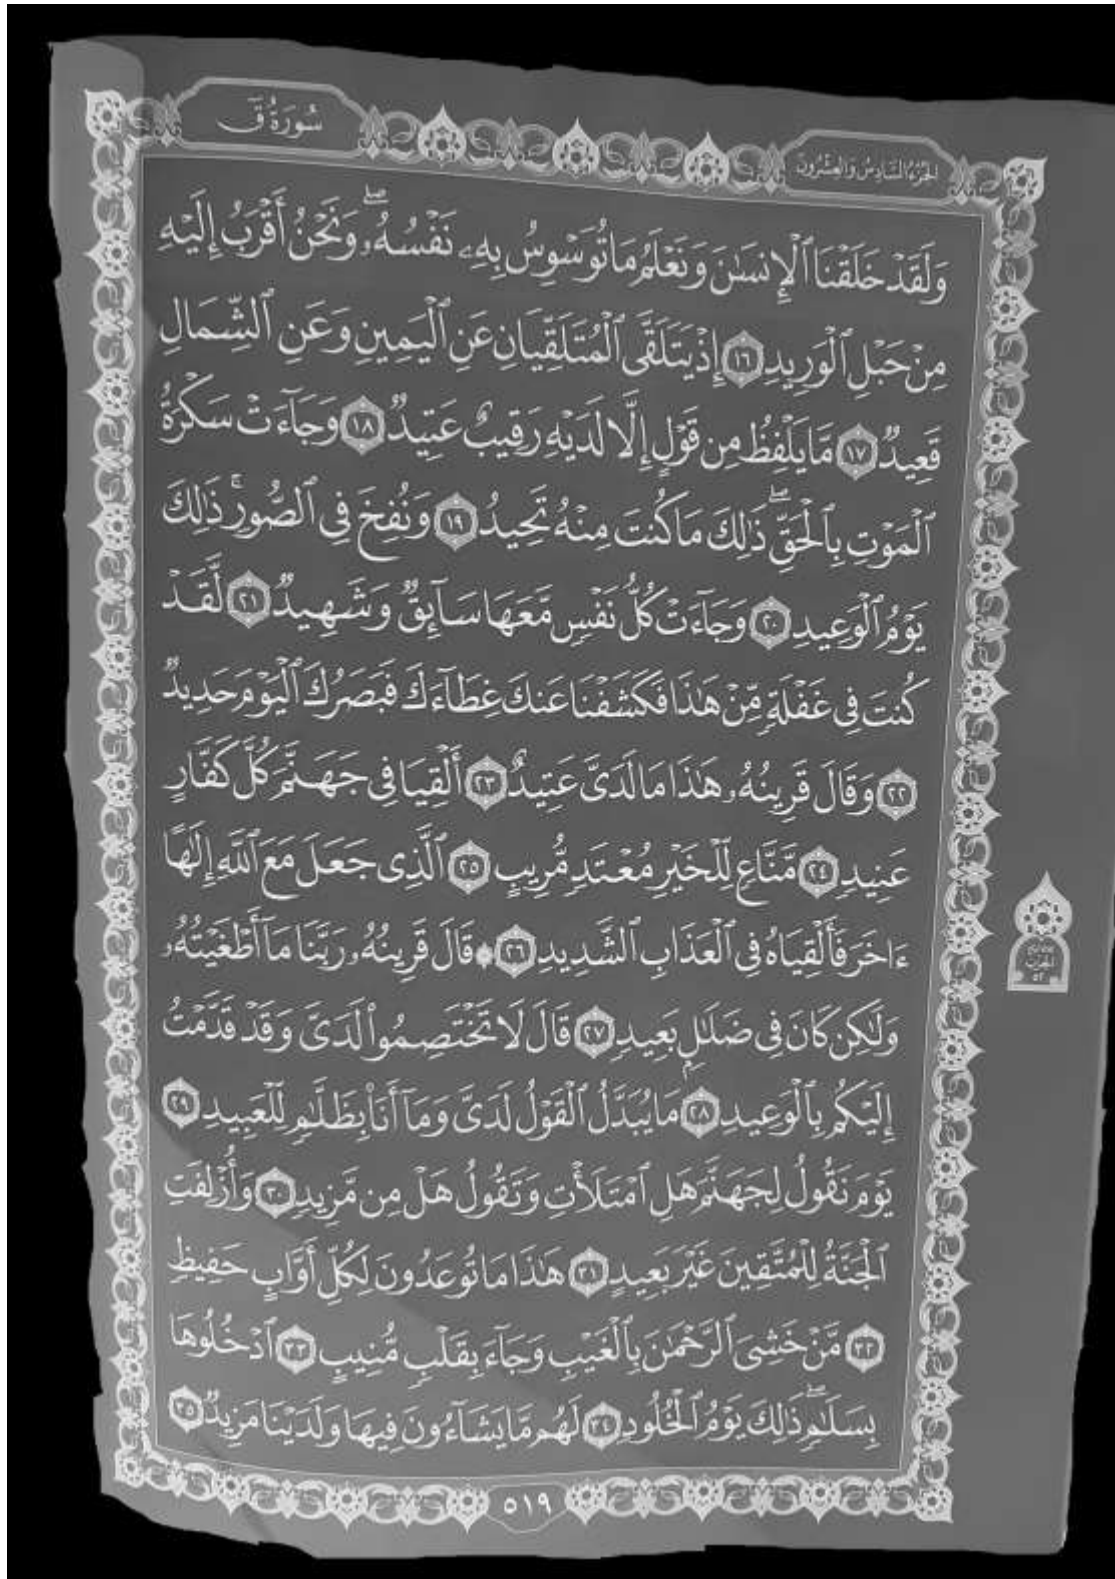 سُورَةُ قٓ
الجُزْءُ السَّادِسُ وَالعِشْرُونَ
وَلَقَدْ خَلَقْنَا ٱلْإِنسَٰنَ وَنَعْلَمُ مَا تُوَسْوِسُ بِهِۦ نَفْسُهُۥۖ وَنَحْنُ أَقْرَبُ إِلَيْهِ
مِنْ حَبْلِ ٱلْوَرِيدِ ١٦ إِذْ يَتَلَقَّى ٱلْمُتَلَقِّيَانِ عَنِ ٱلْيَمِينِ وَعَنِ ٱلشِّمَالِ
قَعِيدٌ ١٧ مَّا يَلْفِظُ مِن قَوْلٍ إِلَّا لَدَيْهِ رَقِيبٌ عَتِيدٌ ١٨ وَجَآءَتْ سَكْرَةُ
ٱلْمَوْتِ بِٱلْحَقِّۖ ذَٰلِكَ مَا كُنتَ مِنْهُ تَحِيدُ ١٩ وَنُفِخَ فِى ٱلصُّورِۚ ذَٰلِكَ
يَوْمُ ٱلْوَعِيدِ ٢٠ وَجَآءَتْ كُلُّ نَفْسٍ مَّعَهَا سَآئِقٌ وَشَهِيدٌ ٢١ لَّقَدْ
كُنتَ فِى غَفْلَةٍ مِّنْ هَٰذَا فَكَشَفْنَا عَنكَ غِطَآءَكَ فَبَصَرُكَ ٱلْيَوْمَ حَدِيدٌ
٢٢ وَقَالَ قَرِينُهُۥ هَٰذَا مَا لَدَىَّ عَتِيدٌ ٢٣ أَلْقِيَا فِى جَهَنَّمَ كُلَّ كَفَّارٍ
عَنِيدٍ ٢٤ مَّنَّاعٍ لِّلْخَيْرِ مُعْتَدٍ مُّرِيبٍ ٢٥ ٱلَّذِى جَعَلَ مَعَ ٱللَّهِ إِلَٰهًا
ءَاخَرَ فَأَلْقِيَاهُ فِى ٱلْعَذَابِ ٱلشَّدِيدِ ٢٦ ۞ قَالَ قَرِينُهُۥ رَبَّنَا مَآ أَطْغَيْتُهُۥ
وَلَٰكِن كَانَ فِى ضَلَٰلٍۭ بَعِيدٍ ٢٧ قَالَ لَا تَخْتَصِمُوا۟ لَدَىَّ وَقَدْ قَدَّمْتُ
إِلَيْكُم بِٱلْوَعِيدِ ٢٨ مَا يُبَدَّلُ ٱلْقَوْلُ لَدَىَّ وَمَآ أَنَا۠ بِظَلَّٰمٍ لِّلْعَبِيدِ ٢٩
يَوْمَ نَقُولُ لِجَهَنَّمَ هَلِ ٱمْتَلَأْتِ وَتَقُولُ هَلْ مِن مَّزِيدٍ ٣٠ وَأُزْلِفَتِ
ٱلْجَنَّةُ لِلْمُتَّقِينَ غَيْرَ بَعِيدٍ ٣١ هَٰذَا مَا تُوعَدُونَ لِكُلِّ أَوَّابٍ حَفِيظٍ
٣٢ مَّنْ خَشِىَ ٱلرَّحْمَٰنَ بِٱلْغَيْبِ وَجَآءَ بِقَلْبٍ مُّنِيبٍ ٣٣ ٱدْخُلُوهَا
بِسَلَٰمٍۖ ذَٰلِكَ يَوْمُ ٱلْخُلُودِ ٣٤ لَهُم مَّا يَشَآءُونَ فِيهَا وَلَدَيْنَا مَزِيدٌ ٣٥
٥١٩